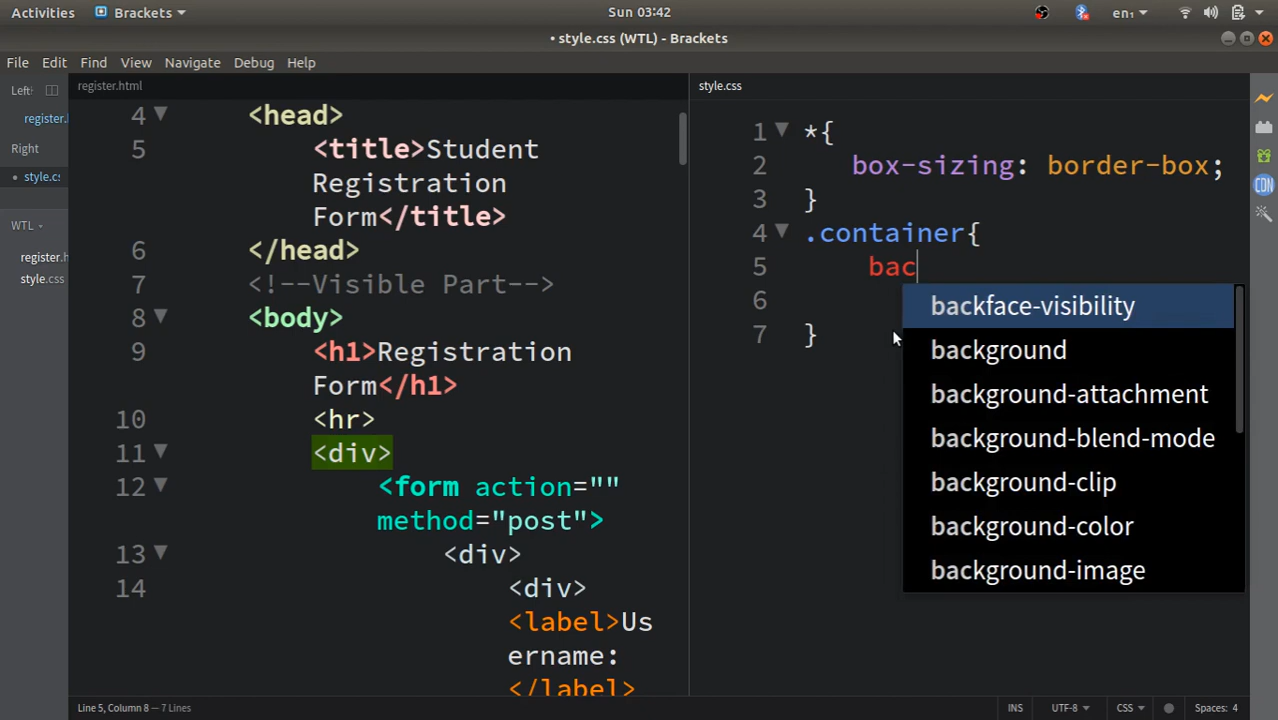 Activities Brackets Sun 03:42 en₁
• style.css (WTL) - Brackets
File Edit Find View Navigate Debug Help
Left
register.h
Right
• style.cs
WTL
register.h
style.css
register.html
4 <head>
5 <title>Student
Registration
Form</title>
6 </head>
7 <!--Visible Part-->
8 <body>
9 <h1>Registration
Form</h1>
10 <hr>
11 <div>
12 <form action=""
method="post">
13 <div>
14 <div>
<label>Us
ername:
</label>
style.css
1 *{
2 box-sizing: border-box;
3 }
4 .container{
5 bac
6
7 }
backface-visibility
background
background-attachment
background-blend-mode
background-clip
background-color
background-image
CDN
Line 5, Column 8 — 7 Lines
INS UTF-8 CSS Spaces: 4